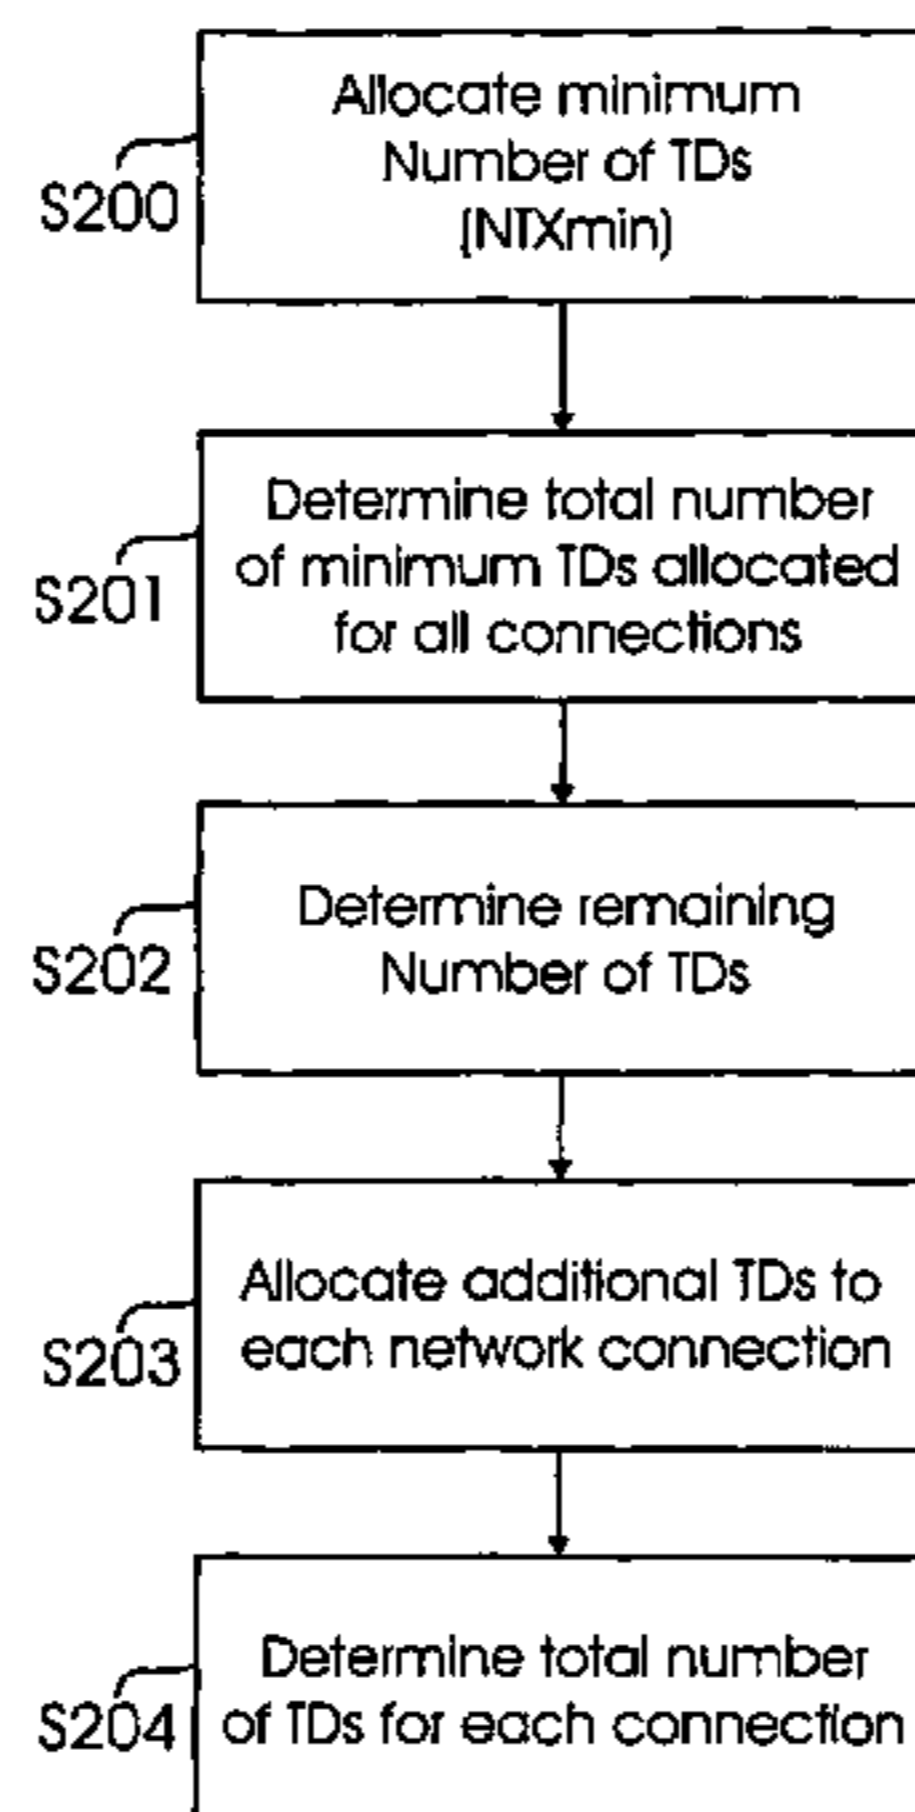 Allocate minimum
Number of TDs
(NTXmin)
S200
Determine total number
of minimum TDs allocated
for all connections
S201
Determine remaining
Number of TDs
S202
Allocate additional TDs to
each network connection
S203
Determine total number
of TDs for each connection
S204